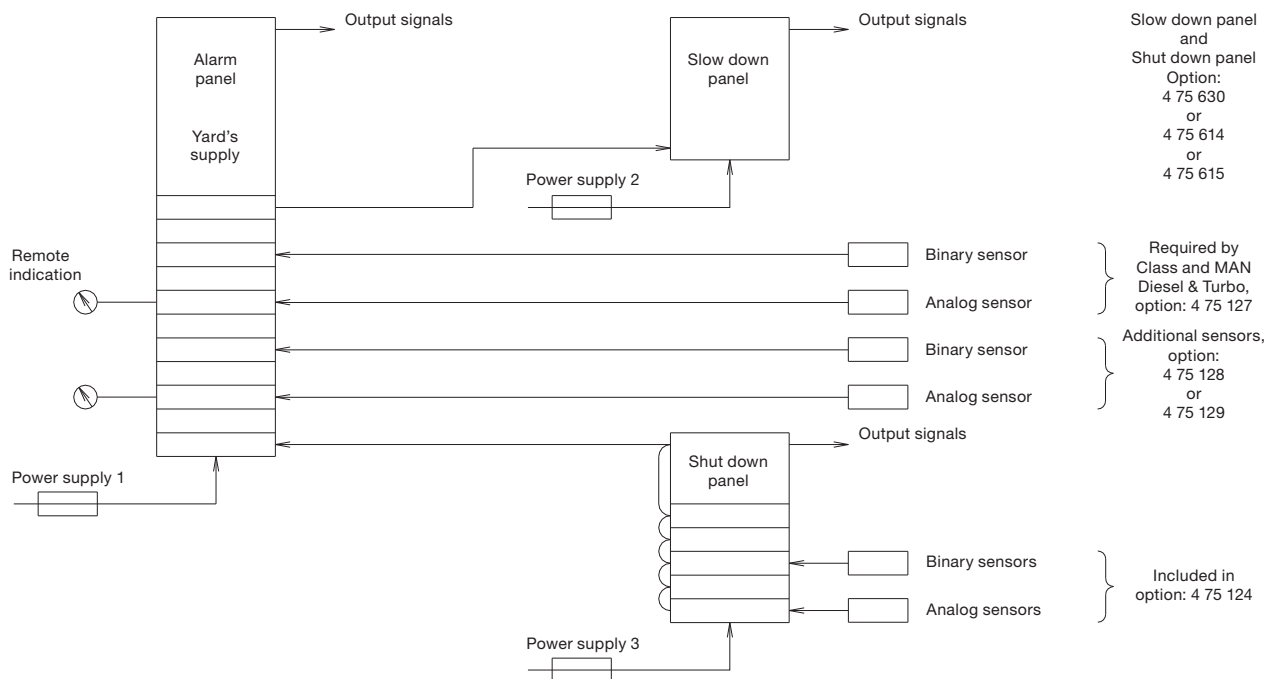 Output signals
Alarm
panel
Yard's
supply
Output signals
Slow down
panel
Slow down panel
and
Shut down panel
Option:
4 75 630
or
4 75 614
or
4 75 615
Power supply 2
Remote
indication
Binary sensor
Analog sensor
Required by
Class and MAN
Diesel & Turbo,
option: 4 75 127
Binary sensor
Analog sensor
Additional sensors,
option:
4 75 128
or
4 75 129
Power supply 1
Output signals
Shut down
panel
Binary sensors
Analog sensors
Included in
option: 4 75 124
Power supply 3